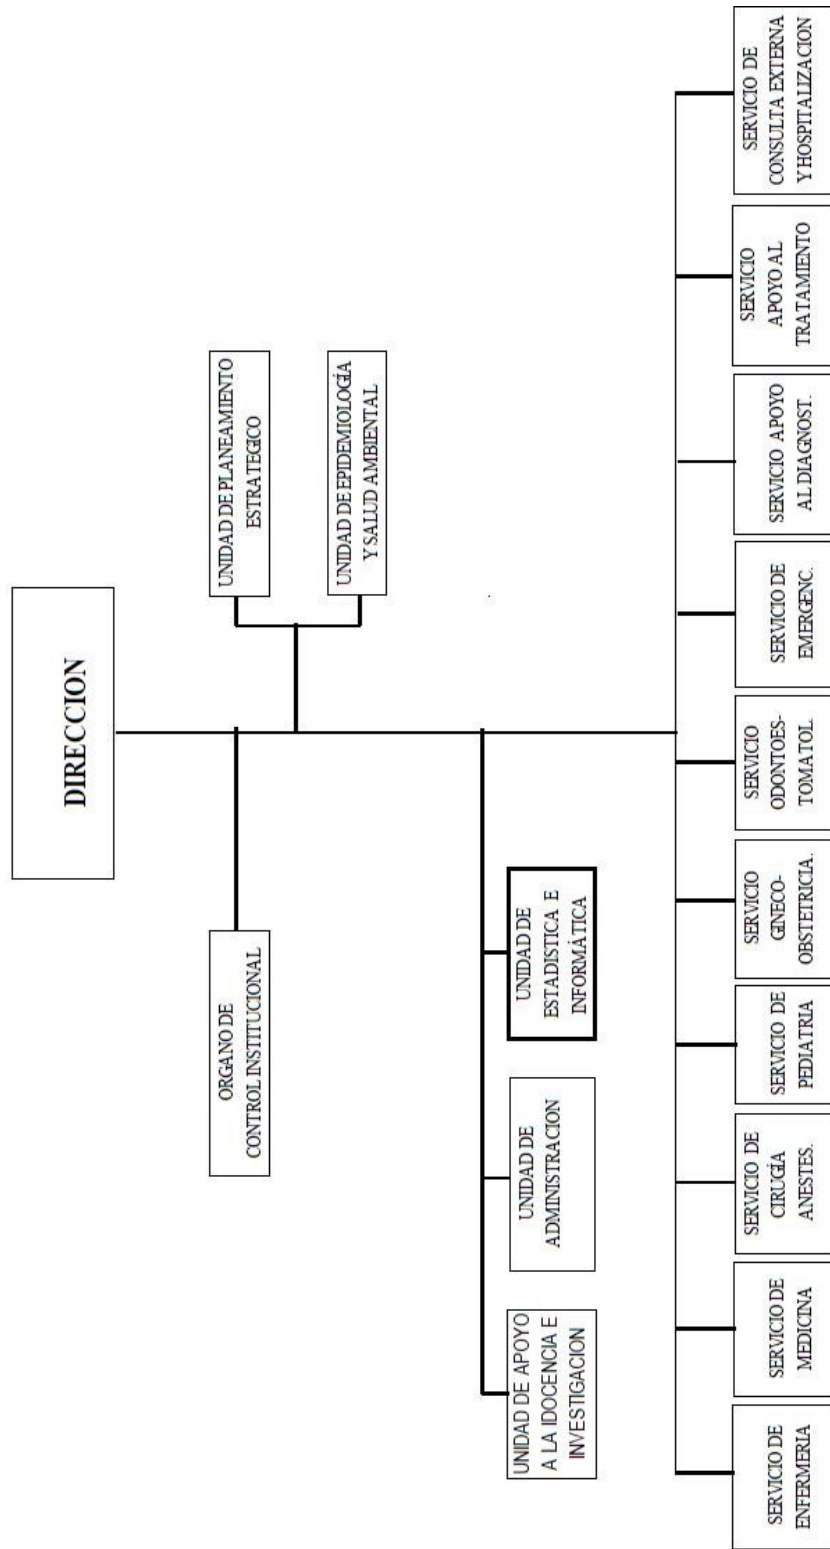 DIRECCION
ORGANO DE
CONTROL INSTITUCIONAL
UNIDAD DE PLANEAMIENTO
ESTRATEGICO
UNIDAD DE EPIDEMIOLOGÍA
Y SALUD AMBIENTAL
UNIDAD DE APOYO
A LA IDOCENCIA E
INVESTIGACION
UNIDAD DE
ADMINISTRACION
UNIDAD DE
ESTADISTICA E
INFORMÁTICA
SERVICIO DE
ENFERMERIA
SERVICIO DE
MEDICINA
SERVICIO DE
CIRUGÍA
ANESTES.
SERVICIO DE
PEDIATRIA
SERVICIO
GINECO-
OBSTETRICIA.
SERVICIO
ODONTOES-
TOMATOL.
SERVICIO DE
EMERGENC.
SERVICIO APOYO
AL DIAGNOST.
SERVICIO
APOYO AL
TRATAMIENTO
SERVICIO DE
CONSULTA EXTERNA
Y HOSPITALIZACION